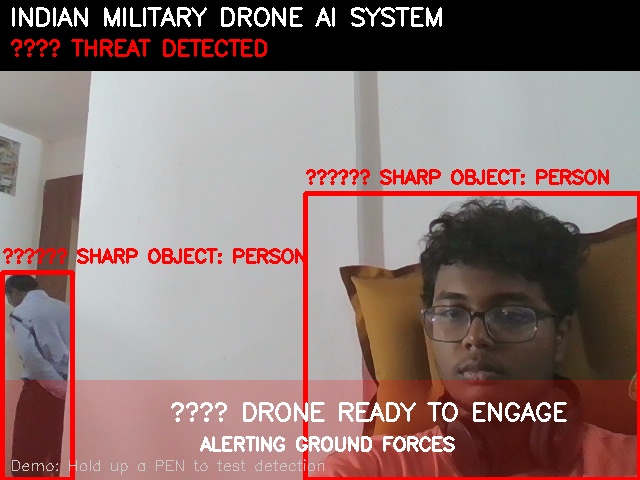 INDIAN MILITARY DRONE AI SYSTEM
???? THREAT DETECTED
?????? SHARP OBJECT: PERSON
?????? SHARP OBJECT: PERSON
???? DRONE READY TO ENGAGE
ALERTING GROUND FORCES
Demo: Hold up a PEN to test detection